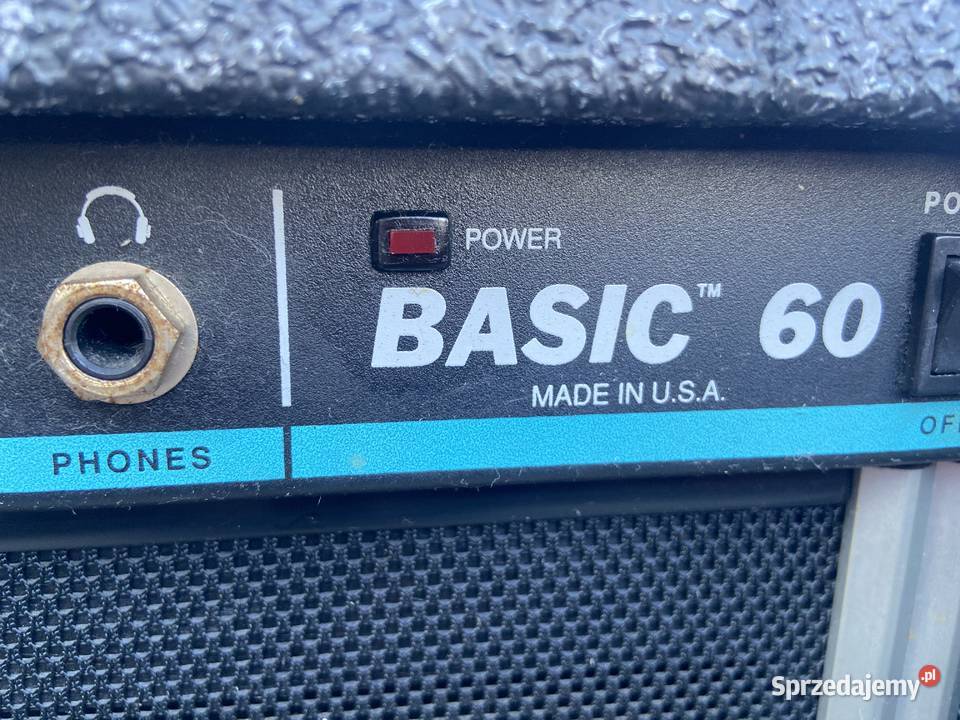 POWER
BASIC™ 60
MADE IN U.S.A.
PHONES
Sprzedajemy.pl